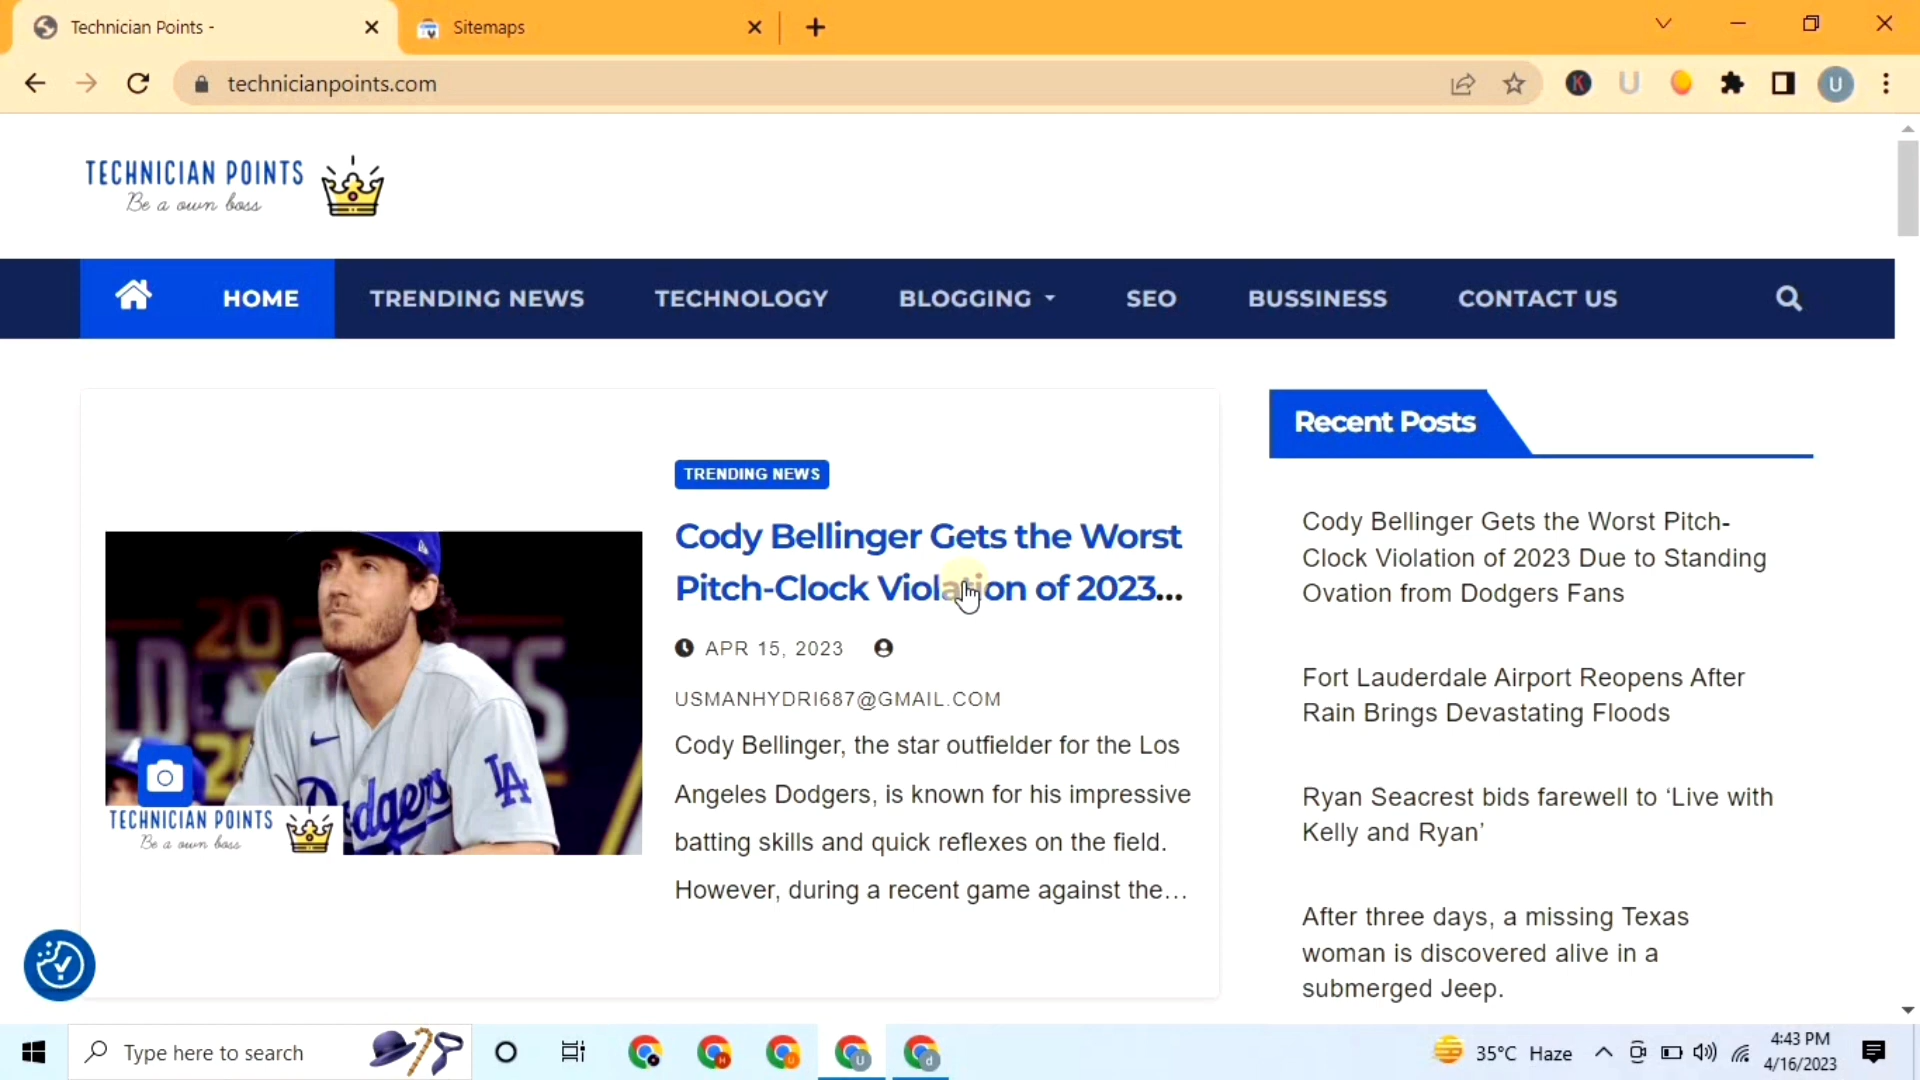 Technician Points -
Sitemaps
technicianpoints.com
U
TECHNICIAN POINTS
Be a own boss
HOME
TRENDING NEWS
TECHNOLOGY
BLOGGING
SEO
BUSSINESS
CONTACT US
TRENDING NEWS
Cody Bellinger Gets the Worst
Pitch-Clock Violation of 2023...
APR 15, 2023
USMANHYDRI687@GMAIL.COM
Cody Bellinger, the star outfielder for the Los
Angeles Dodgers, is known for his impressive
batting skills and quick reflexes on the field.
However, during a recent game against the...
Dodgers
LA
TECHNICIAN POINTS
Be a own boss
Recent Posts
Cody Bellinger Gets the Worst Pitch-
Clock Violation of 2023 Due to Standing
Ovation from Dodgers Fans
Fort Lauderdale Airport Reopens After
Rain Brings Devastating Floods
Ryan Seacrest bids farewell to ‘Live with
Kelly and Ryan’
After three days, a missing Texas
woman is discovered alive in a
submerged Jeep.
Type here to search
35°C Haze
4:43 PM
4/16/2023